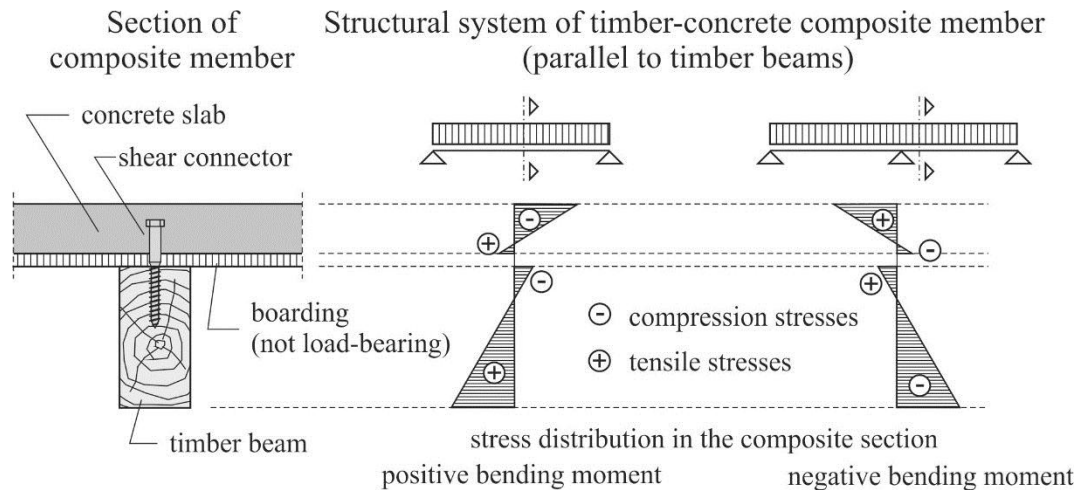 Section of
composite member
Structural system of timber-concrete composite member
(parallel to timber beams)
concrete slab
shear connector
boarding
(not load-bearing)
timber beam
-
+
+
-
-
+
+
-
- compression stresses
+ tensile stresses
stress distribution in the composite section
positive bending moment
negative bending moment